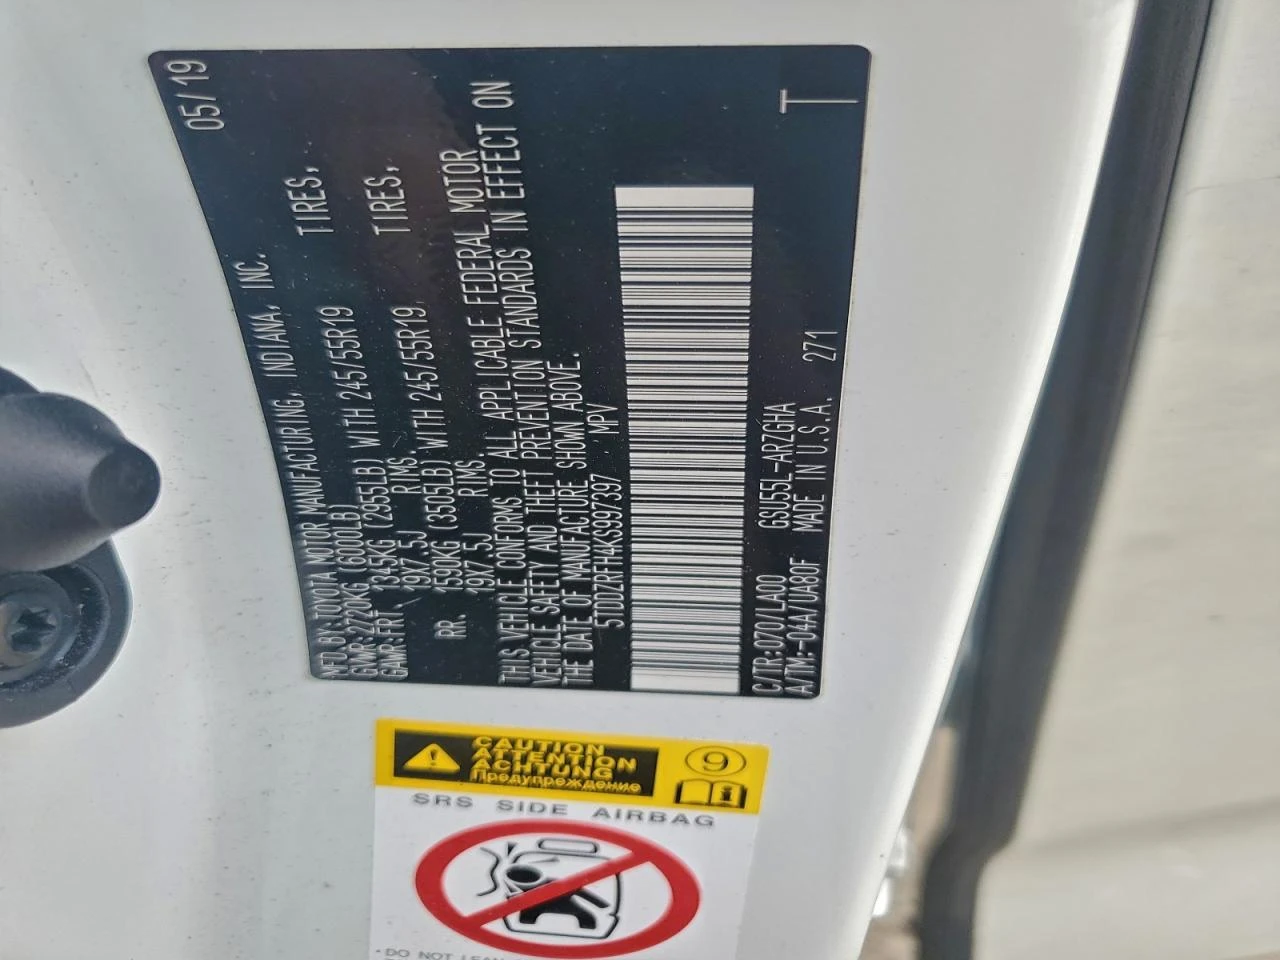 05/19
MFD. BY: TOYOTA MOTOR MANUFACTURING, INDIANA, INC.
GVWR: 2720KG (6000LB)
GAWR: FRT. 1345KG (2955LB) WITH 245/55R19 TIRES,
19X7.5J RIMS,
RR. 1590KG (3505LB) WITH 245/55R19 TIRES,
19X7.5J RIMS
THIS VEHICLE CONFORMS TO ALL APPLICABLE FEDERAL MOTOR
VEHICLE SAFETY AND THEFT PREVENTION STANDARDS IN EFFECT ON
THE DATE OF MANUFACTURE SHOWN ABOVE.
5TDDZRFH4KS997397 MPV
C/TR: 070/LA00 GSU55L-ARZGHA
A/TM: -04A/UA80F MADE IN U.S.A. 271
T
CAUTION
ATTENTION
ACHTUNG
Предупреждение
9
i
SRS SIDE AIRBAG
• DO NOT LEAN